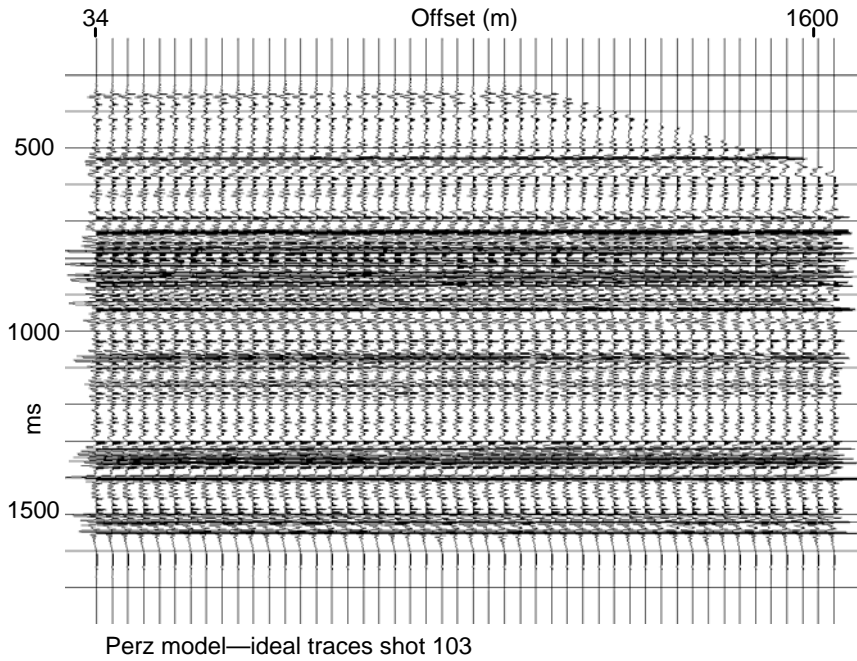 34 Offset (m) 1600
500
1000
ms
1500
Perz model—ideal traces shot 103